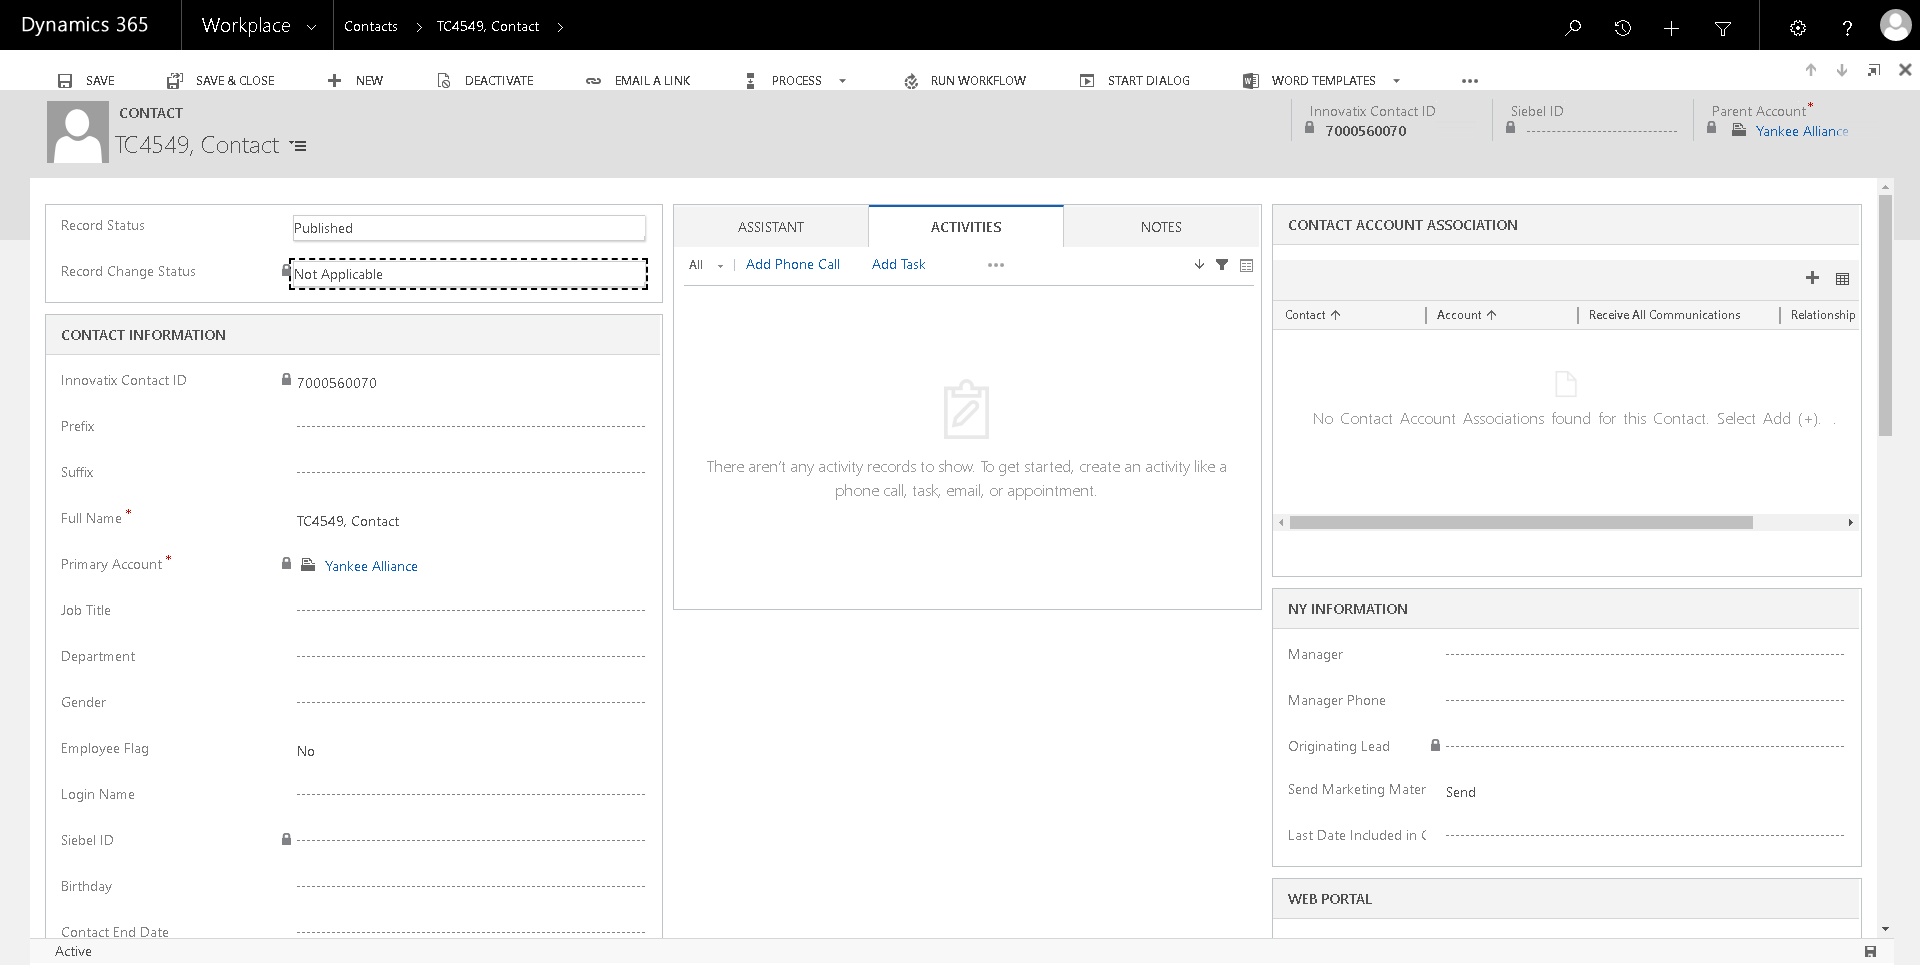 Dynamics 365
Workplace
Contacts
TC4549, Contact
SAVE
SAVE & CLOSE
NEW
DEACTIVATE
EMAIL A LINK
PROCESS
RUN WORKFLOW
START DIALOG
WORD TEMPLATES
CONTACT
TC4549, Contact
Innovatix Contact ID
7000560070
Siebel ID
Parent Account*
Yankee Alliance
Record Status
Published
Record Change Status
Not Applicable
CONTACT INFORMATION
Innovatix Contact ID
7000560070
Prefix
Suffix
Full Name*
TC4549, Contact
Primary Account*
Yankee Alliance
Job Title
Department
Gender
Employee Flag
No
Login Name
Siebel ID
Birthday
Contact End Date
ASSISTANT
ACTIVITIES
NOTES
All
Add Phone Call
Add Task
There aren't any activity records to show. To get started, create an activity like a
phone call, task, email, or appointment.
CONTACT ACCOUNT ASSOCIATION
Contact
Account
Receive All Communications
Relationship
No Contact Account Associations found for this Contact. Select Add (+). .
NY INFORMATION
Manager
Manager Phone
Originating Lead
Send Marketing Mater
Send
Last Date Included in C
WEB PORTAL
Active